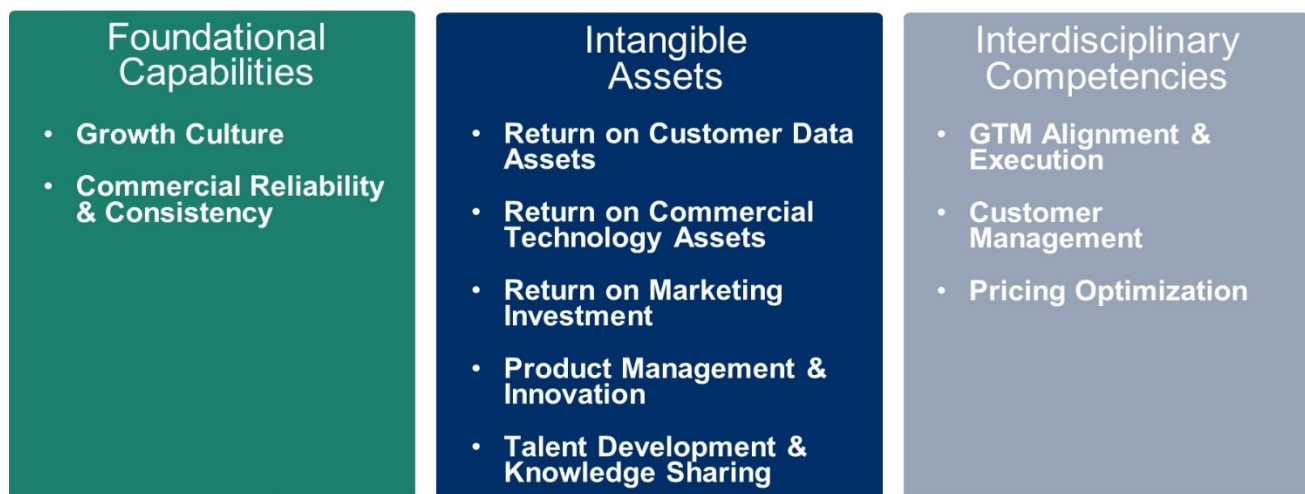 Foundational
Capabilities
• Growth Culture
• Commercial Reliability
& Consistency
Intangible
Assets
• Return on Customer Data
Assets
• Return on Commercial
Technology Assets
• Return on Marketing
Investment
• Product Management &
Innovation
• Talent Development &
Knowledge Sharing
Interdisciplinary
Competencies
• GTM Alignment &
Execution
• Customer
Management
• Pricing Optimization